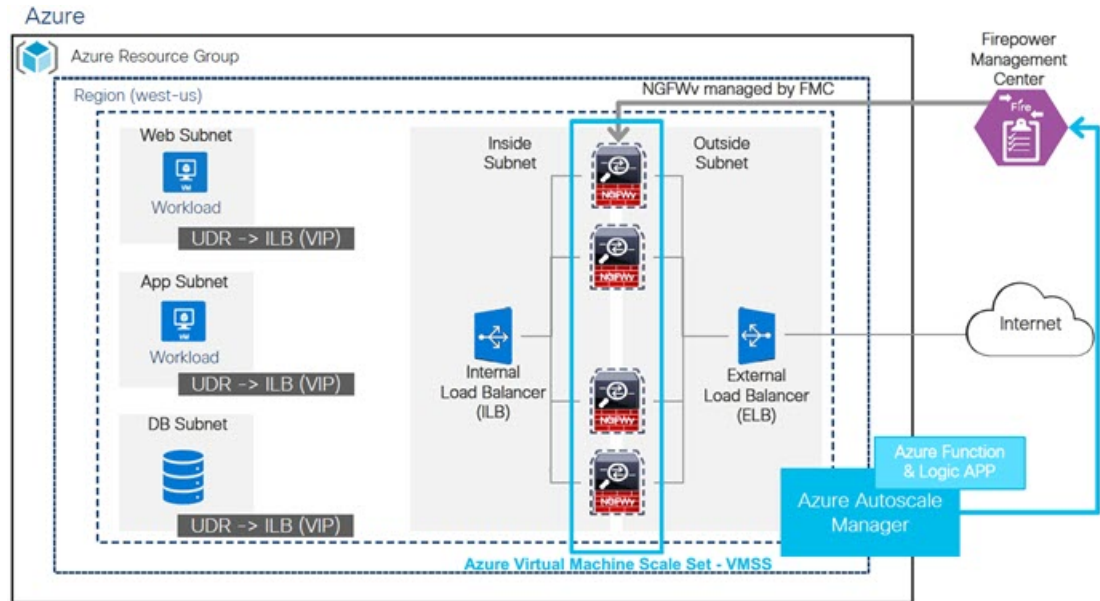 Azure
Azure Resource Group
Region (west-us)
NGFWv managed by FMC
Firepower
Management
Center
Fire
Web Subnet
VM
Workload
UDR -> ILB (VIP)
App Subnet
VM
Workload
UDR -> ILB (VIP)
DB Subnet
UDR -> ILB (VIP)
Inside
Subnet
Outside
Subnet
NGFWv
NGFWv
NGFWv
NGFWv
Internal
Load Balancer
(ILB)
External
Load Balancer
(ELB)
Internet
Azure Function
& Logic APP
Azure Autoscale
Manager
Azure Virtual Machine Scale Set - VMSS